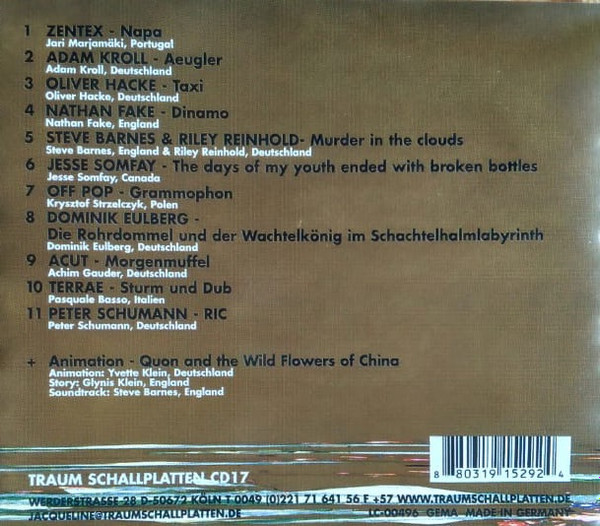 1 ZENTEX - Napa
Jari Marjamäki, Portugal
2 ADAM KROLL - Aeugler
Adam Kroll, Deutschland
3 OLIVER HACKE - Taxi
Oliver Hacke, Deutschland
4 NATHAN FAKE - Dinamo
Nathan Fake, England
5 STEVE BARNES & RILEY REINHOLD- Murder in the clouds
Steve Barnes, England & Riley Reinhold, Deutschland
6 JESSE SOMFAY - The days of my youth ended with broken bottles
Jesse Somfay, Canada
7 OFF POP - Grammophon
Krysztof Strzelczyk, Polen
8 DOMINIK EULBERG -
Die Rohrdommel und der Wachtelkönig im Schachtelhalmlabyrinth
Dominik Eulberg, Deutschland
9 ACUT - Morgenmuffel
Achim Gauder, Deutschland
10 TERRAE - Sturm und Dub
Pasquale Basso, Italien
11 PETER SCHUMANN - RIC
Peter Schumann, Deutschland
+ Animation - Quon and the Wild Flowers of China
Animation: Yvette Klein, Deutschland
Story: Glynis Klein, England
Soundtrack: Steve Barnes, England
8 80319 15292 4
TRAUM SCHALLPLATTEN CD17
WERDERSTRASSE 28 D-50672 KÖLN T 0049 (0)221 71 641 56 F +57 WWW.TRAUMSCHALLPLATTEN.DE
JACQUELINE@TRAUMSCHALLPLATTEN.DE LC-00496 GEMA MADE IN GERMANY